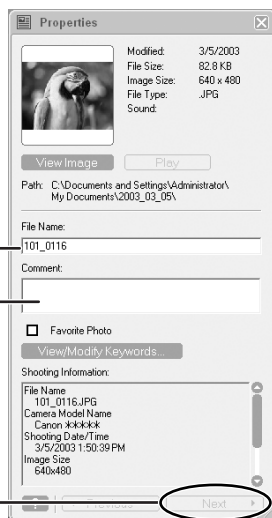 Properties
Modified: 3/5/2003
File Size: 82.8 KB
Image Size: 640 x 480
File Type: .JPG
Sound:
View Image Play
Path: C:\Documents and Settings\Administrator\
My Documents\2003_03_05\
File Name:
101_0116
Comment:
Favorite Photo
View/Modify Keywords...
Shooting Information:
File Name
101_0116.JPG
Camera Model Name
Canon ※※※※※
Shooting Date/Time
3/5/2003 1:50:39 PM
Image Size
640x480
? Previous Next